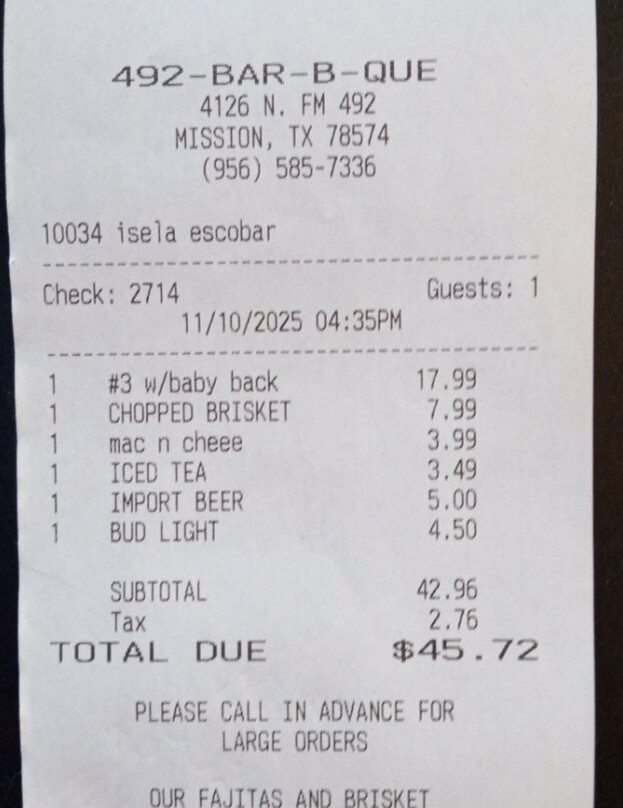 492-BAR-B-QUE
4126 N. FM 492
MISSION, TX 78574
(956) 585-7336
10034 isela escobar
Check: 2714 Guests: 1
11/10/2025 04:35PM
1 #3 w/baby back 17.99
1 CHOPPED BRISKET 7.99
1 mac n cheee 3.99
1 ICED TEA 3.49
1 IMPORT BEER 5.00
1 BUD LIGHT 4.50
SUBTOTAL 42.96
Tax 2.76
TOTAL DUE $45.72
PLEASE CALL IN ADVANCE FOR
LARGE ORDERS
OUR FAJITAS AND BRISKET